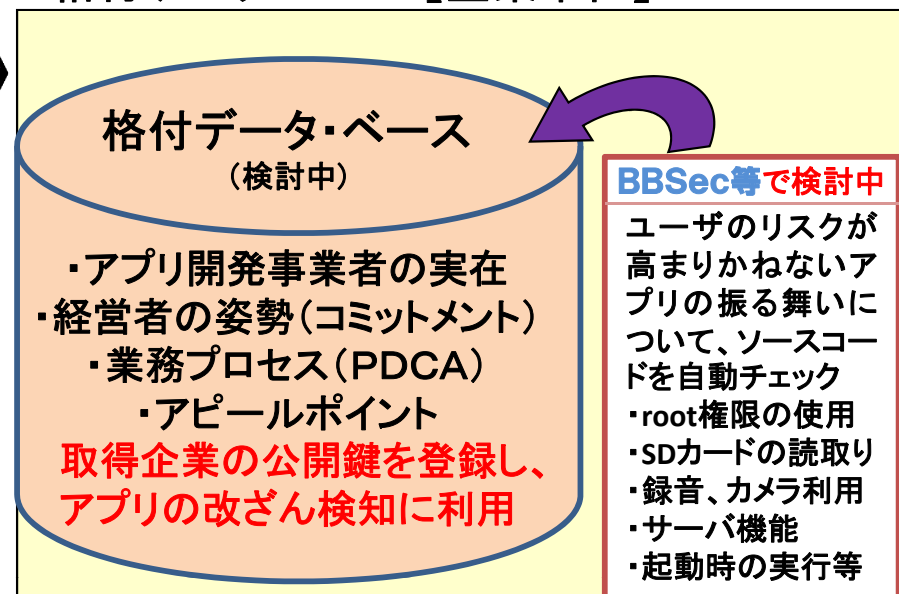 格付データ・ベース
(検討中)
・アプリ開発事業者の実在
・経営者の姿勢(コミットメント)
・業務プロセス(PDCA)
・アピールポイント
取得企業の公開鍵を登録し、
アプリの改ざん検知に利用
BBSec等で検討中
ユーザのリスクが
高まりかねないア
プリの振る舞いに
ついて、ソースコー
ドを自動チェック
・root権限の使用
・SDカードの読取り
・録音、カメラ利用
・サーバ機能
・起動時の実行等